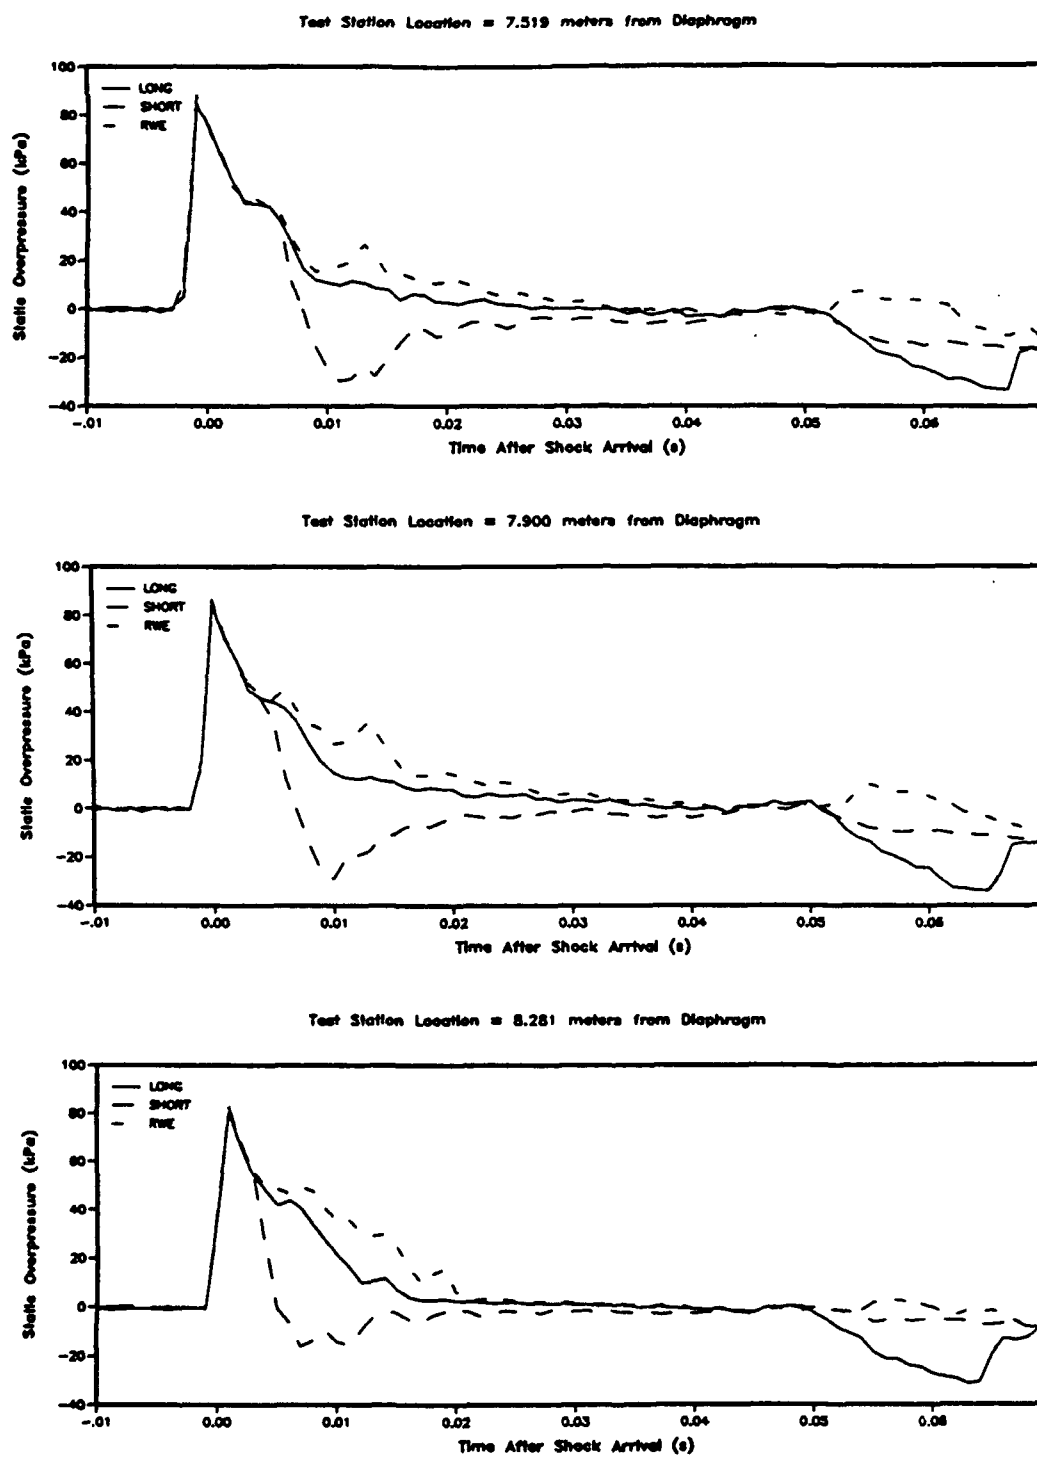 Test Station Location = 7.519 meters from Diaphragm
100
80
60
40
20
0
-20
-40
LONG
SHORT
RWE
Static Overpressure (kPa)
-.01 0.00 0.01 0.02 0.03 0.04 0.05 0.06
Time After Shock Arrival (s)
Test Station Location = 7.900 meters from Diaphragm
100
80
60
40
20
0
-20
-40
LONG
SHORT
RWE
Static Overpressure (kPa)
-.01 0.00 0.01 0.02 0.03 0.04 0.05 0.06
Time After Shock Arrival (s)
Test Station Location = 8.281 meters from Diaphragm
100
80
60
40
20
0
-20
-40
LONG
SHORT
RWE
Static Overpressure (kPa)
-.01 0.00 0.01 0.02 0.03 0.04 0.05 0.06
Time After Shock Arrival (s)